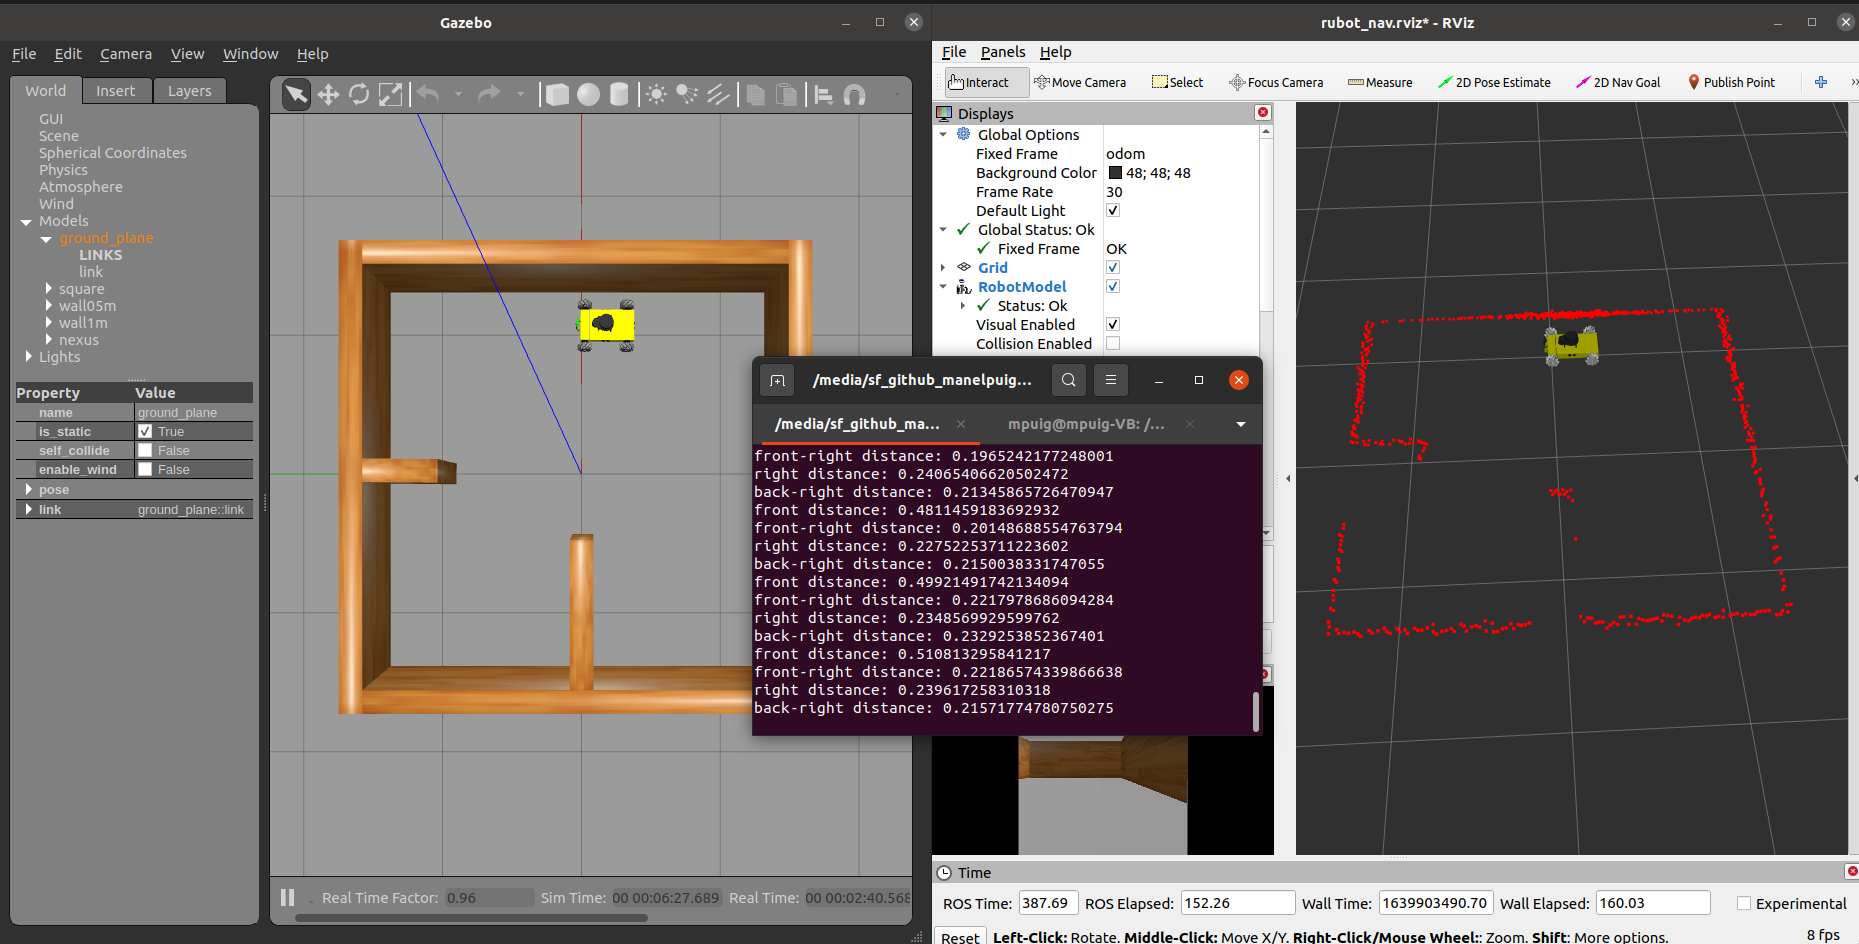 Gazebo
File Edit Camera View Window Help
World Insert Layers
GUI
Scene
Spherical Coordinates
Physics
Atmosphere
Wind
Models
ground_plane
LINKS
link
square
wall05m
wall1m
nexus
Lights
Property Value
name ground_plane
is_static True
self_collide False
enable_wind False
pose
link ground_plane::link
Real Time Factor: 0.96 Sim Time: 00 00:06:27.689 Real Time: 00 00:02:40.568
rubot_nav.rviz* - RViz
File Panels Help
Interact Move Camera Select Focus Camera Measure 2D Pose Estimate 2D Nav Goal Publish Point
Displays
Global Options
Fixed Frame odom
Background Color 48; 48; 48
Frame Rate 30
Default Light
Global Status: Ok
Fixed Frame OK
Grid
RobotModel
Status: Ok
Visual Enabled
Collision Enabled
/media/sf_github_manelpuig...
/media/sf_github_ma... mpuig@mpuig-VB: /...
front-right distance: 0.1965242177248001
right distance: 0.24065406620502472
back-right distance: 0.21345865726470947
front distance: 0.4811459183692932
front-right distance: 0.20148688554763794
right distance: 0.22752253711223602
back-right distance: 0.2150038331747055
front distance: 0.49921491742134094
front-right distance: 0.2217978686094284
right distance: 0.2348569929599762
back-right distance: 0.2329253852367401
front distance: 0.510813295841217
front-right distance: 0.22186574339866638
right distance: 0.239617258310318
back-right distance: 0.21571774780750275
Time
ROS Time: 387.69 ROS Elapsed: 152.26 Wall Time: 1639903490.70 Wall Elapsed: 160.03 Experimental
Reset Left-Click: Rotate. Middle-Click: Move X/Y. Right-Click/Mouse Wheel:: Zoom. Shift: More options. 8 fps